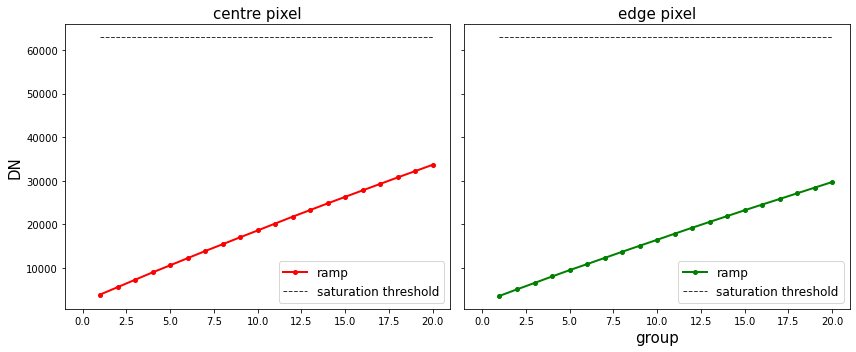 centre pixel
edge pixel
DN
60000
50000
40000
30000
20000
10000
ramp
saturation threshold
ramp
saturation threshold
0.0 2.5 5.0 7.5 10.0 12.5 15.0 17.5 20.0
0.0 2.5 5.0 7.5 10.0 12.5 15.0 17.5 20.0
group